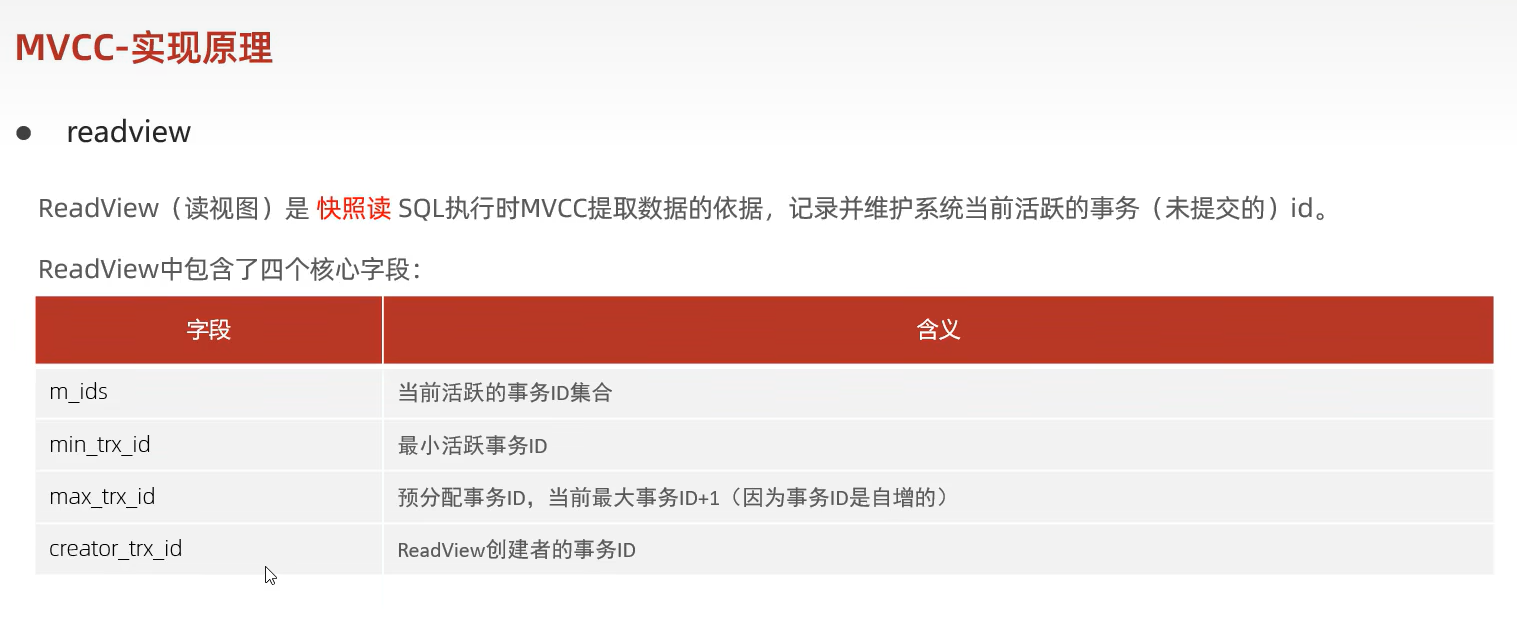 MVCC-实现原理
● readview
ReadView（读视图）是 快照读 SQL执行时MVCC提取数据的依据，记录并维护系统当前活跃的事务（未提交的）id。
ReadView中包含了四个核心字段：
字段 含义
m_ids 当前活跃的事务ID集合
min_trx_id 最小活跃事务ID
max_trx_id 预分配事务ID，当前最大事务ID+1（因为事务ID是自增的）
creator_trx_id ReadView创建者的事务ID